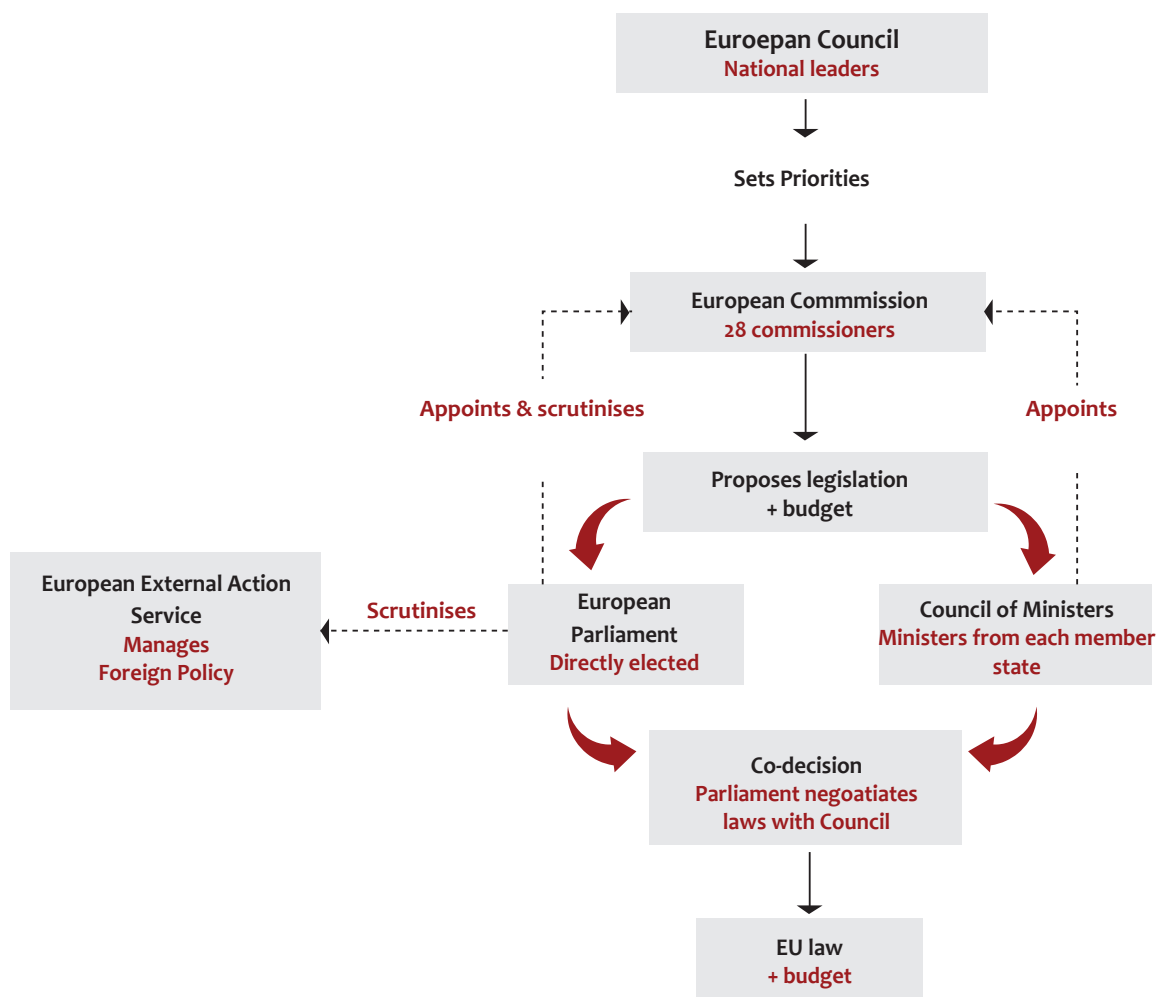 Euroepan Council
National leaders
Sets Priorities
European Commmission
28 commissioners
Appoints & scrutinises
Appoints
Proposes legislation
+ budget
European External Action
Service
Manages
Foreign Policy
Scrutinises
European
Parliament
Directly elected
Council of Ministers
Ministers from each member
state
Co-decision
Parliament negoatiates
laws with Council
EU law
+ budget